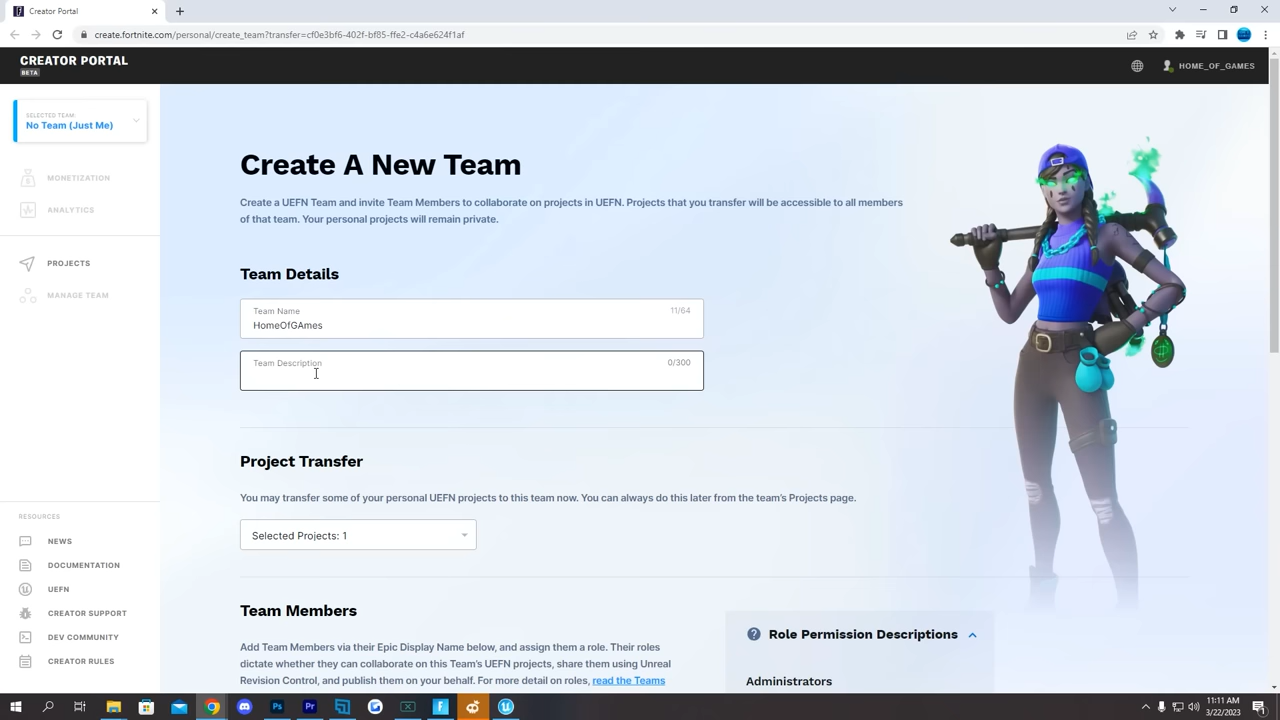 Creator Portal
create.fortnite.com/personal/create_team?transfer=cf0e3bf6-402f-bf85-ffe2-c4a6e624f1af
CREATOR PORTAL
BETA
HOME_OF_GAMES
SELECTED TEAM:
No Team (Just Me)
MONETIZATION
ANALYTICS
PROJECTS
MANAGE TEAM
Create A New Team
Create a UEFN Team and invite Team Members to collaborate on projects in UEFN. Projects that you transfer will be accessible to all members
of that team. Your personal projects will remain private.
Team Details
Team Name
11/64
HomeOfGAmes
Team Description
0/300
Project Transfer
You may transfer some of your personal UEFN projects to this team now. You can always do this later from the team's Projects page.
Selected Projects: 1
Team Members
Add Team Members via their Epic Display Name below, and assign them a role. Their roles
dictate whether they can collaborate on this Team's UEFN projects, share them using Unreal
Revision Control, and publish them on your behalf. For more detail on roles, read the Teams
Role Permission Descriptions
Administrators
RESOURCES
NEWS
DOCUMENTATION
UEFN
CREATOR SUPPORT
DEV COMMUNITY
CREATOR RULES
11:11 AM
3/22/2023